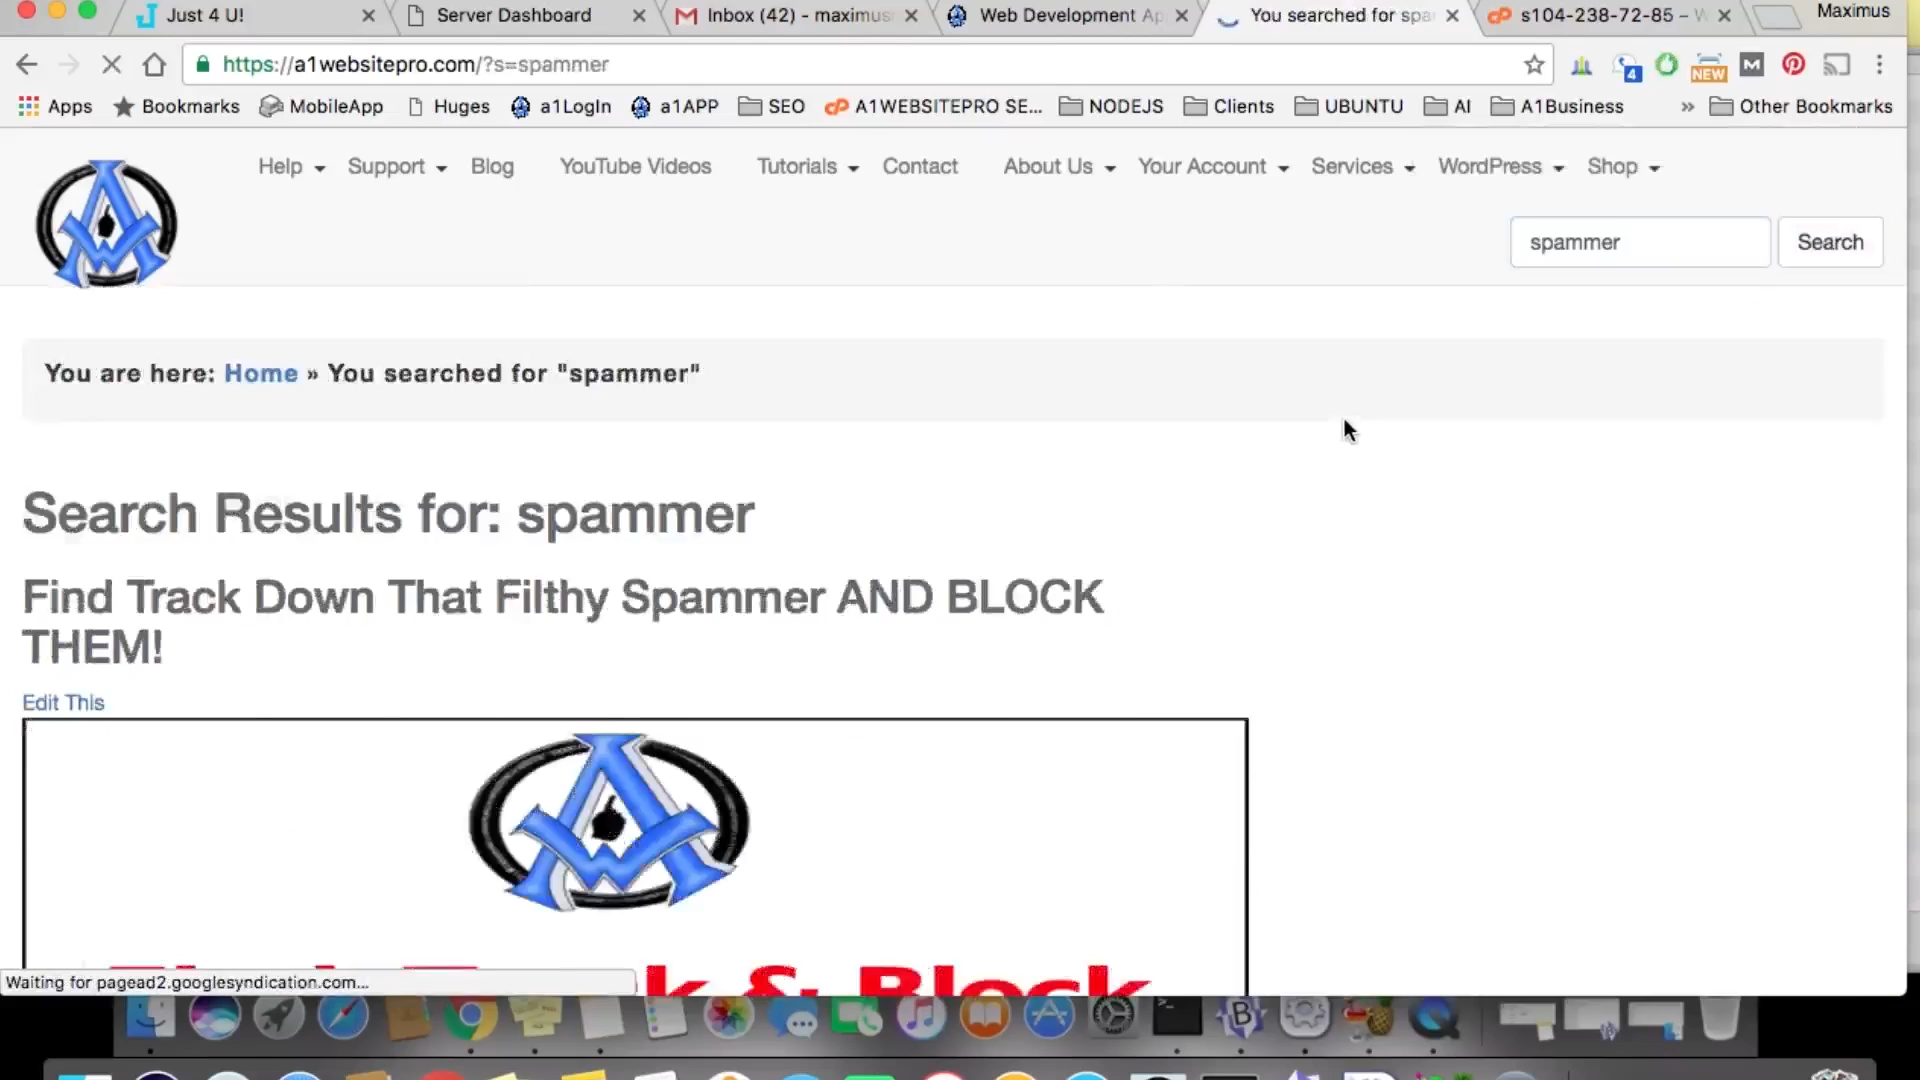 Just 4 U!
Server Dashboard
Inbox (42) - maximus
Web Development Ap
You searched for spa
s104-238-72-85 – W
Maximus
https://a1websitepro.com/?s=spammer
4
NEW
Apps
Bookmarks
MobileApp
Huges
a1LogIn
a1APP
SEO
A1WEBSITEPRO SE...
NODEJS
Clients
UBUNTU
AI
A1Business
»
Other Bookmarks
Help
Support
Blog
YouTube Videos
Tutorials
Contact
About Us
Your Account
Services
WordPress
Shop
spammer
Search
You are here: Home » You searched for "spammer"
Search Results for: spammer
Find Track Down That Filthy Spammer AND BLOCK
THEM!
Edit This
k & Block
Waiting for pagead2.googlesyndication.com...